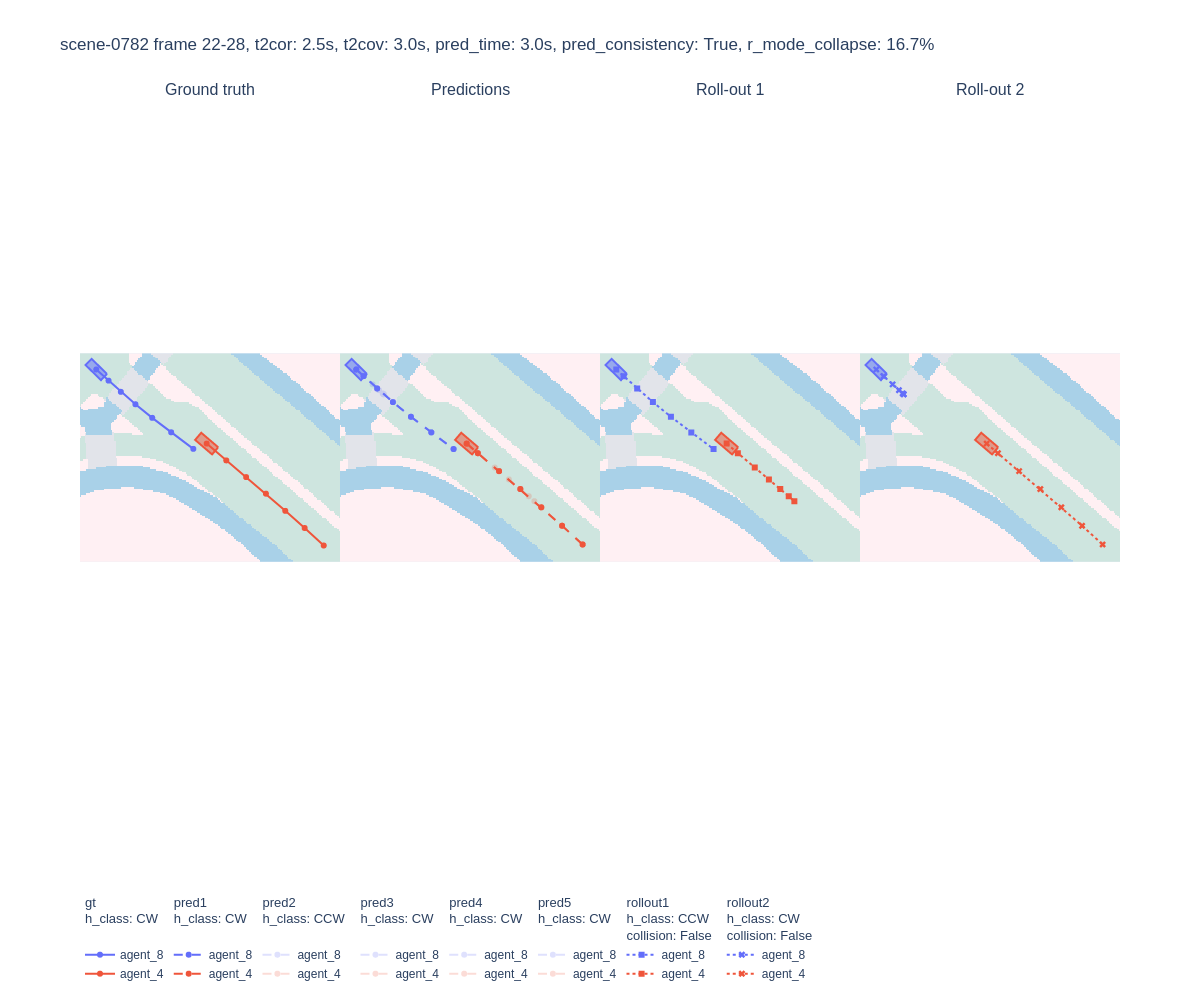 scene-0782 frame 22-28, t2cor: 2.5s, t2cov: 3.0s, pred_time: 3.0s, pred_consistency: True, r_mode_collapse: 16.7%
Ground truth Predictions Roll-out 1 Roll-out 2
gt pred1 pred2 pred3 pred4 pred5 rollout1 rollout2
h_class: CW h_class: CW h_class: CCW h_class: CW h_class: CW h_class: CW h_class: CCW h_class: CW
collision: False collision: False
agent_8 agent_8 agent_8 agent_8 agent_8 agent_8 agent_8 agent_8
agent_4 agent_4 agent_4 agent_4 agent_4 agent_4 agent_4 agent_4